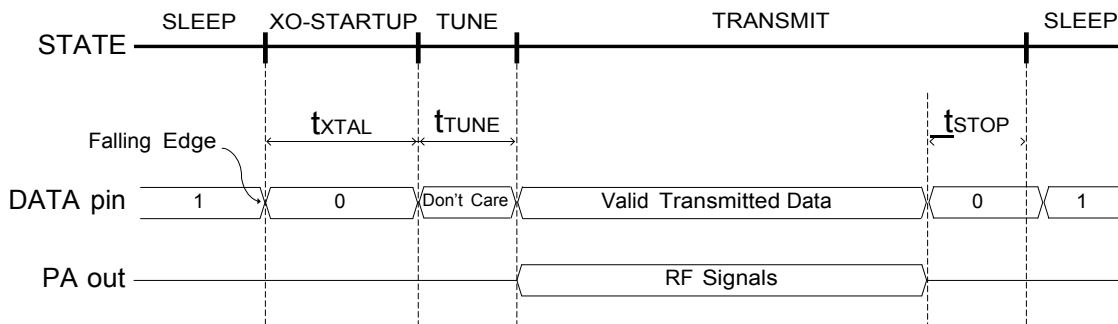 SLEEP XO-STARTUP TUNE TRANSMIT SLEEP
STATE
tXTAL tTUNE tSTOP
Falling Edge
DATA pin 1 0 Don't Care Valid Transmitted Data 0 1
PA out RF Signals